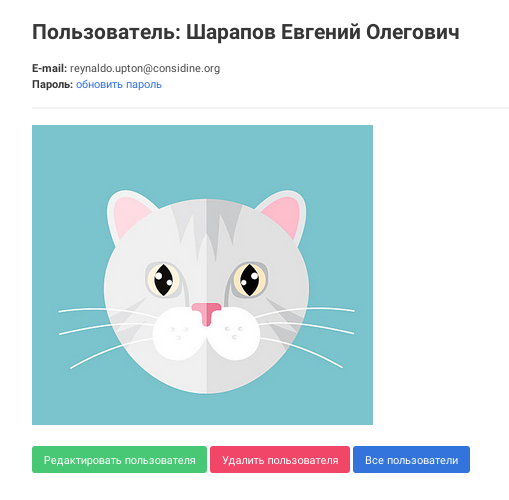 Пользователь: Шарапов Евгений Олегович
E-mail: reynaldo.upton@considine.org
Пароль: обновить пароль
Редактировать пользователя Удалить пользователя Все пользователи